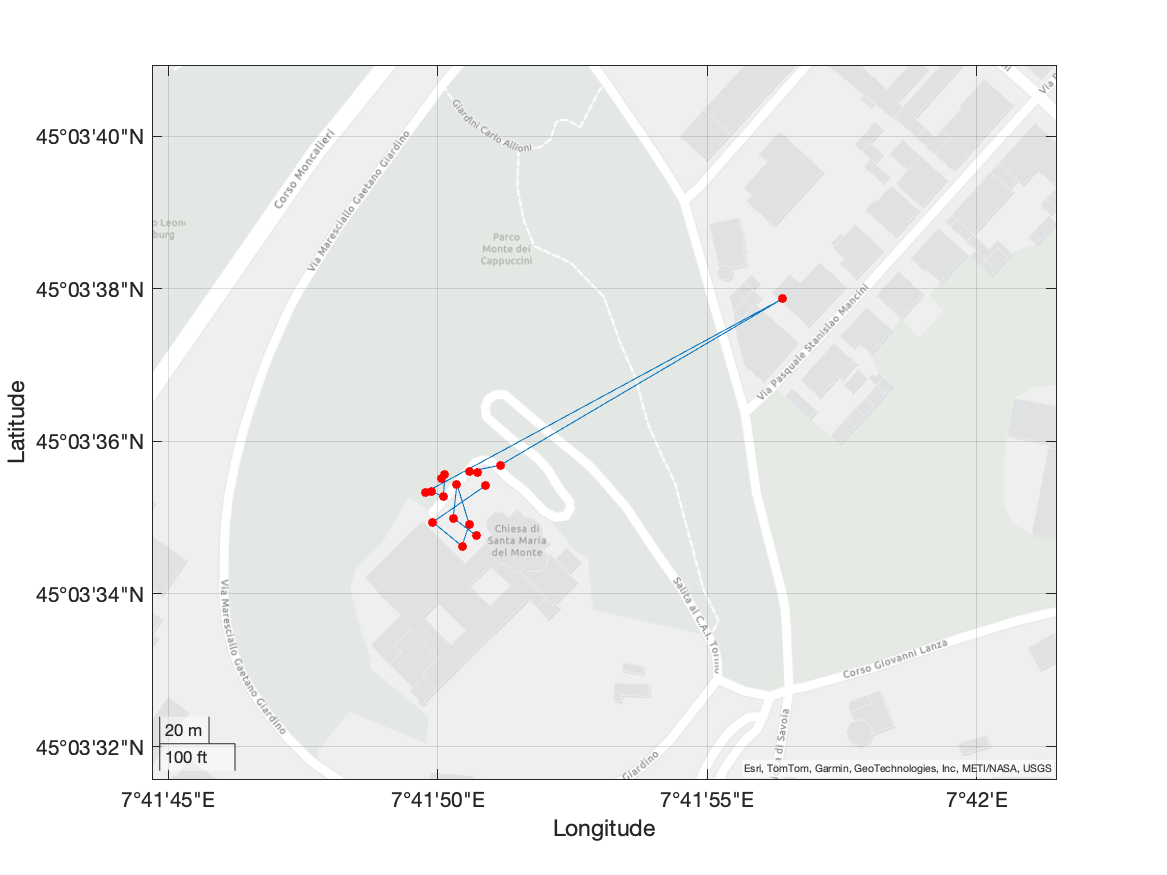 Corso Moncalieri
Via Maresciallo Gaetano Giardino
Giardini Carlo Allioni
Parco
Monte dei
Cappuccini
o Leon
burg
Via Pasquale Stanislao Mancini
Chiesa di
Santa Maria
del Monte
Via Maresciallo Gaetano Giardino
Salita al C.A.I. Torino
Corso Giovanni Lanza
a di Savoia
Giardino
45°03'40"N
45°03'38"N
45°03'36"N
45°03'34"N
45°03'32"N
Latitude
20 m
100 ft
Esri, TomTom, Garmin, GeoTechnologies, Inc, METI/NASA, USGS
7°41'45"E
7°41'50"E
7°41'55"E
7°42'E
Longitude